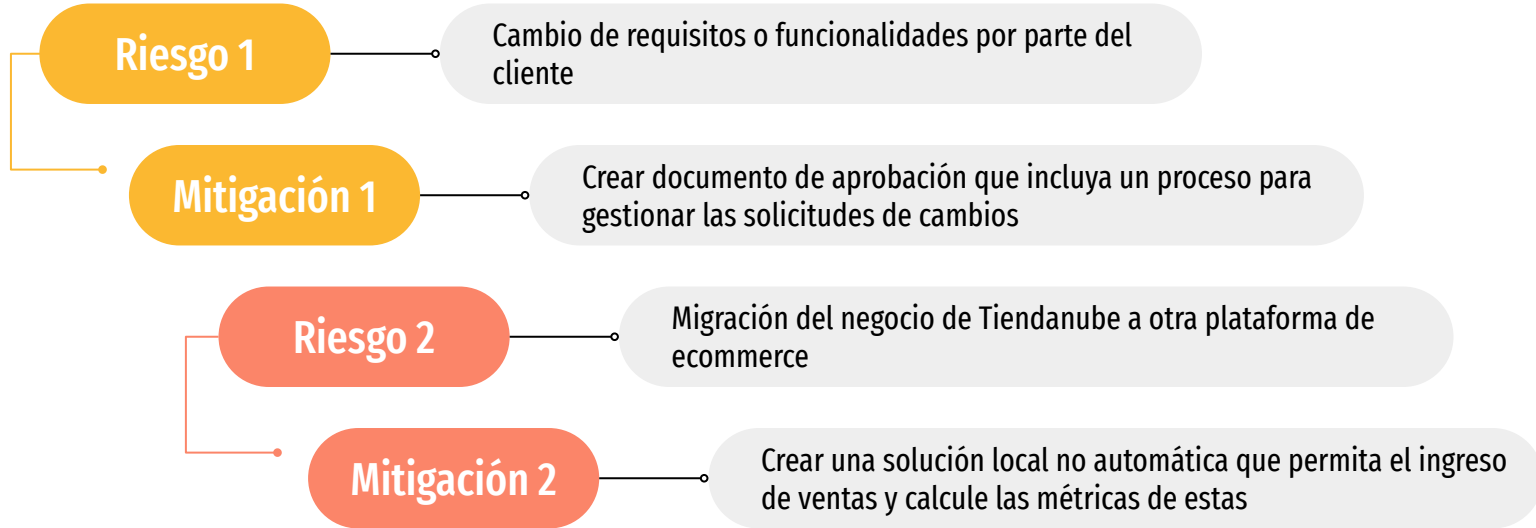 Riesgo 1
Cambio de requisitos o funcionalidades por parte del
cliente
Mitigación 1
Crear documento de aprobación que incluya un proceso para
gestionar las solicitudes de cambios
Riesgo 2
Migración del negocio de Tiendanube a otra plataforma de
ecommerce
Mitigación 2
Crear una solución local no automática que permita el ingreso
de ventas y calcule las métricas de estas